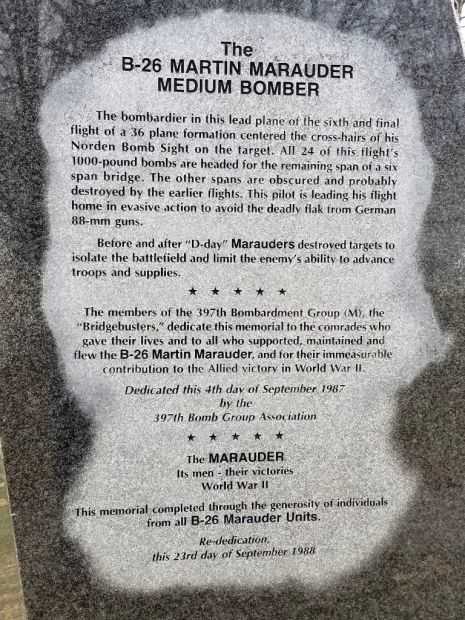 The
B-26 MARTIN MARAUDER
MEDIUM BOMBER
The bombardier in this lead plane of the sixth and final
flight of a 36 plane formation centered the cross-hairs of his
Norden Bomb Sight on the target. All 24 of this flight's
1000-pound bombs are headed for the remaining span of a six
span bridge. The other spans are obscured and probably
destroyed by the earlier flights. This pilot is leading his flight
home in evasive action to avoid the deadly flak from German
88-mm guns.
Before and after "D-day" Marauders destroyed targets to
isolate the battlefield and limit the enemy's ability to advance
troops and supplies.
★ ★ ★ ★ ★
The members of the 397th Bombardment Group (M), the
"Bridgebusters," dedicate this memorial to the comrades who
gave their lives and to all who supported, maintained and
flew the B-26 Martin Marauder, and for their immeasurable
contribution to the Allied victory in World War II.
Dedicated this 4th day of September 1987
by the
397th Bomb Group Association
★ ★ ★ ★ ★
The MARAUDER
Its men - their victories
World War II
This memorial completed through the generosity of individuals
from all B-26 Marauder Units.
Re-dedication,
this 23rd day of September 1988